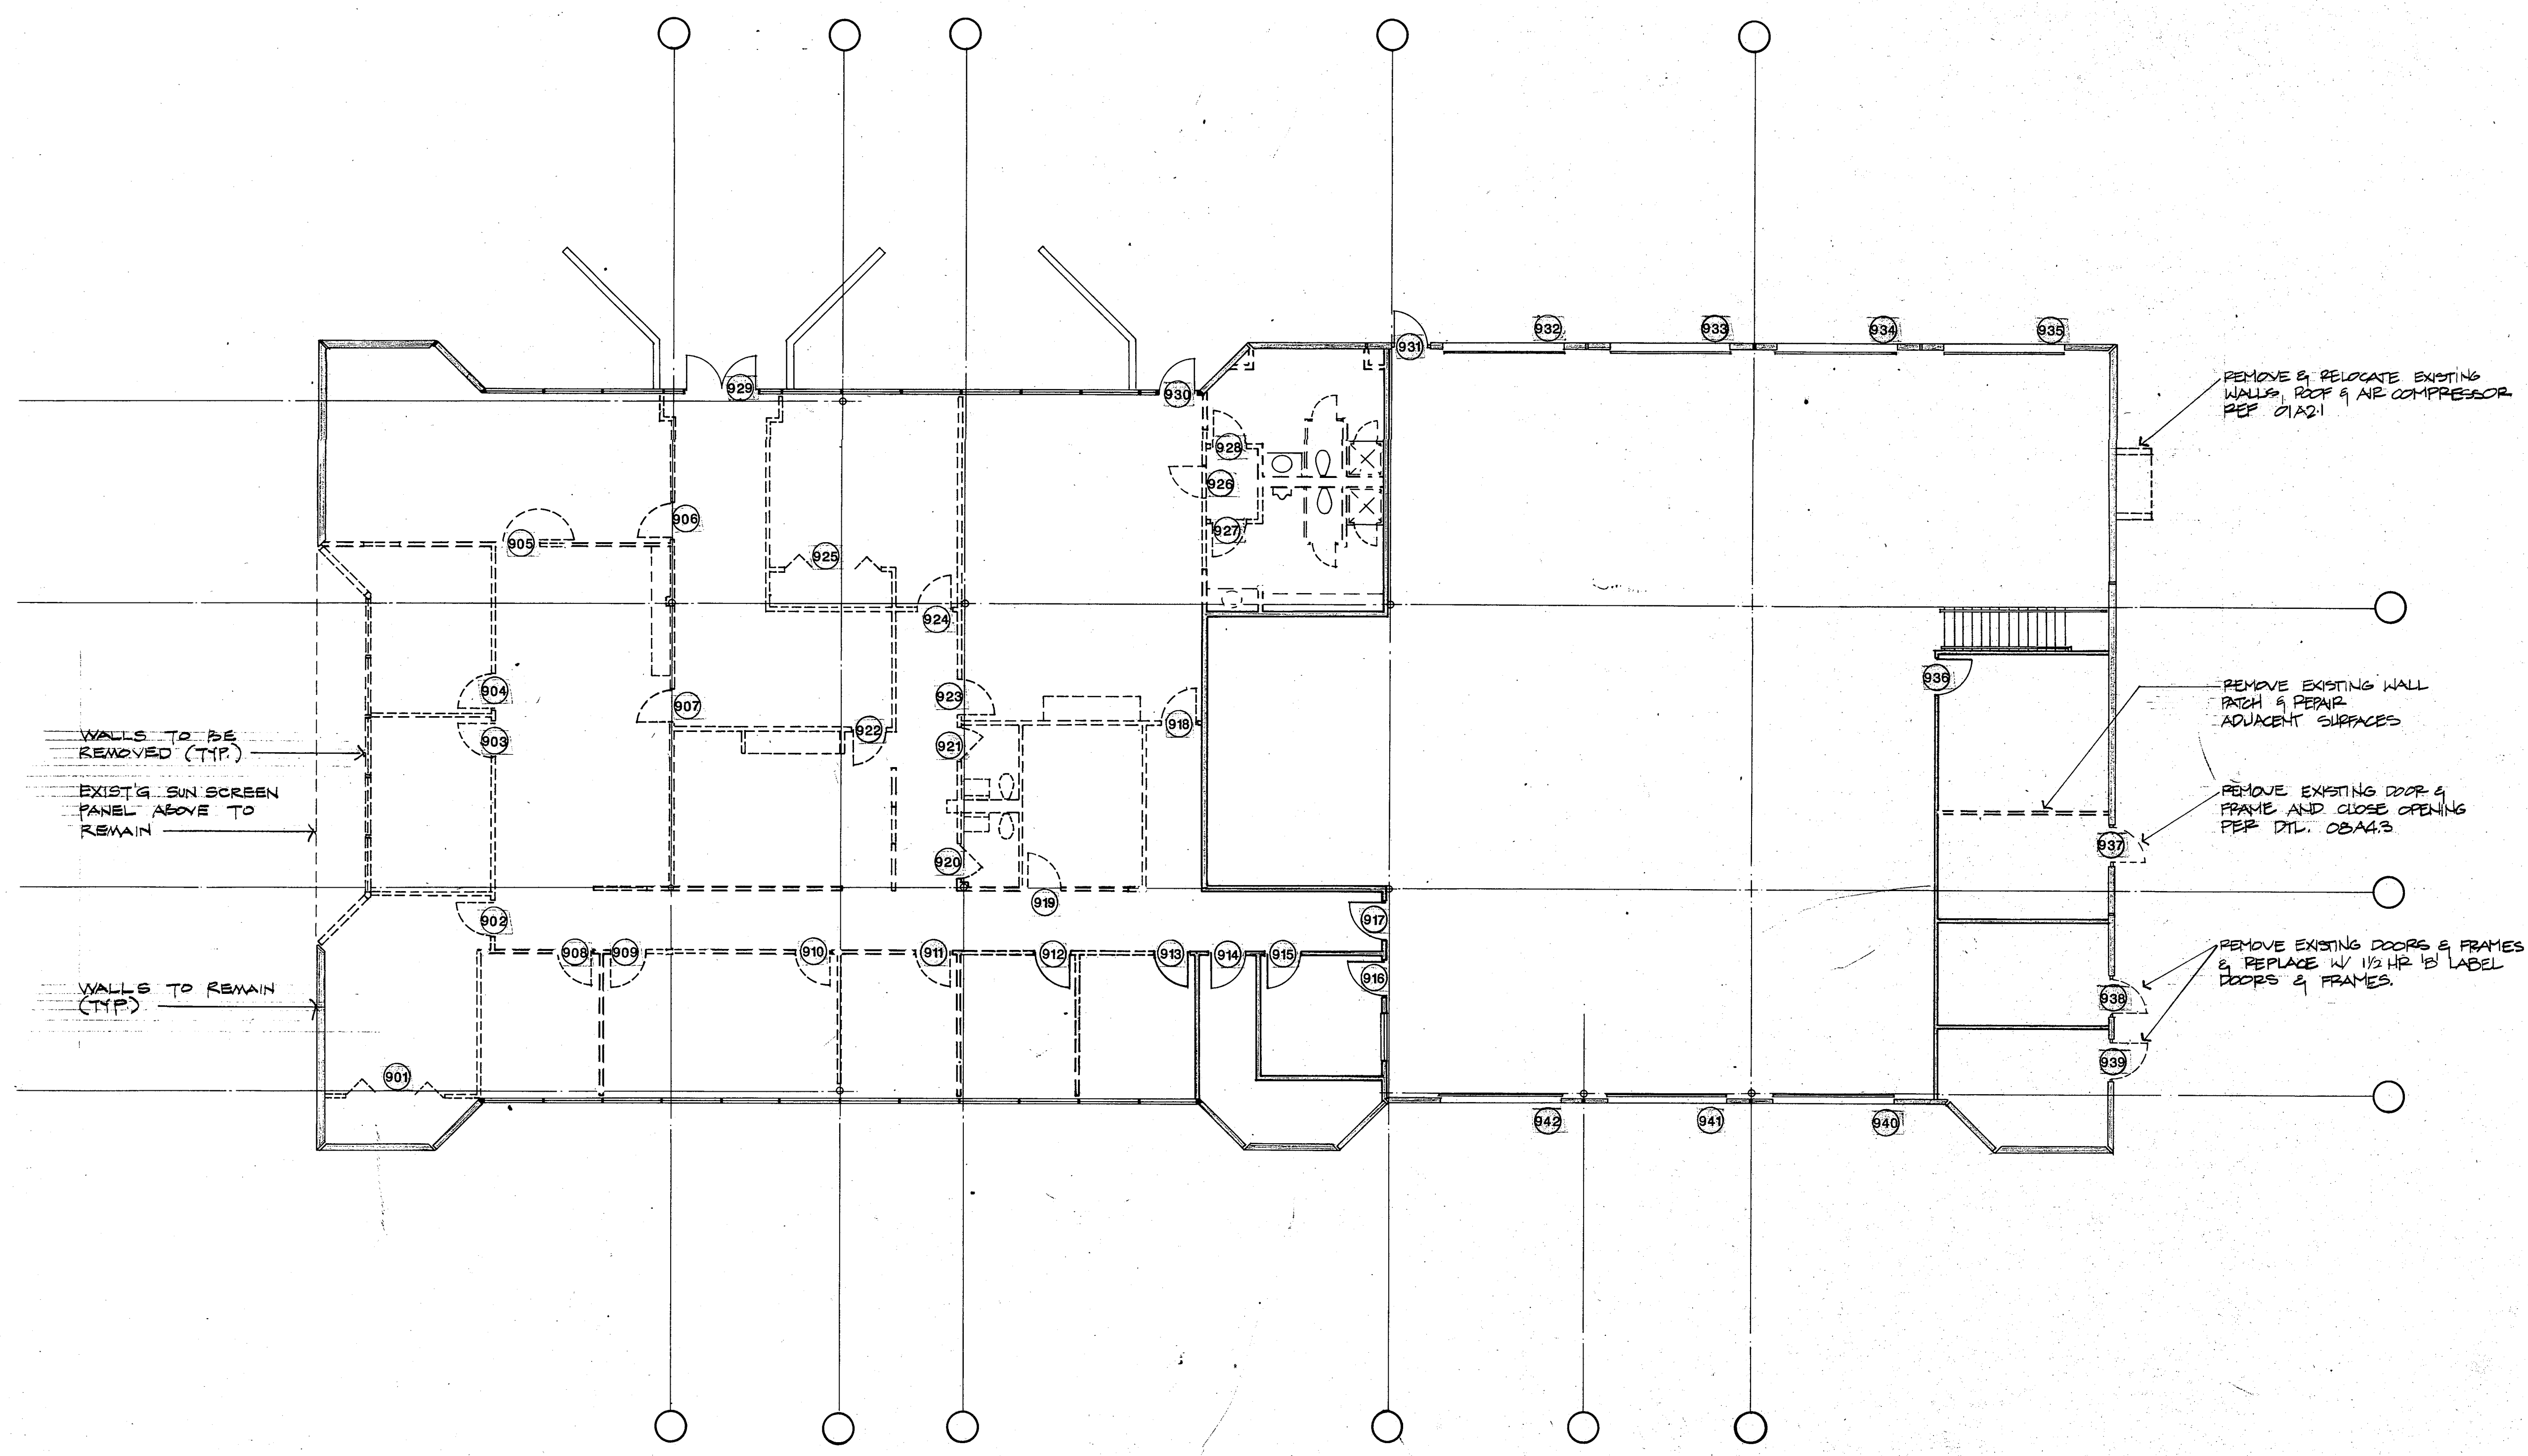 931
932
933
934
935
929
930
REMOVE & RELOCATE EXISTING
WALLS, ROOF & AIR COMPRESSOR
REF 01A2.1
928
926
906
927
905
925
924
936
904
923
907
918
922
903
921
REMOVE EXISTING WALL
PATCH & REPAIR
ADJACENT SURFACES
WALLS TO BE
REMOVED (TYP.)
EXIST'G SUN SCREEN
PANEL ABOVE TO
REMAIN
REMOVE EXISTING DOOR &
FRAME AND CLOSE OPENING
PER DTL. 08A4.3
937
920
919
902
917
908
909
910
911
912
913
914
915
916
REMOVE EXISTING DOORS & FRAMES
& REPLACE W/ 1½ HR 'B' LABEL
DOORS & FRAMES.
WALLS TO REMAIN
(TYP.)
938
939
901
942
941
940